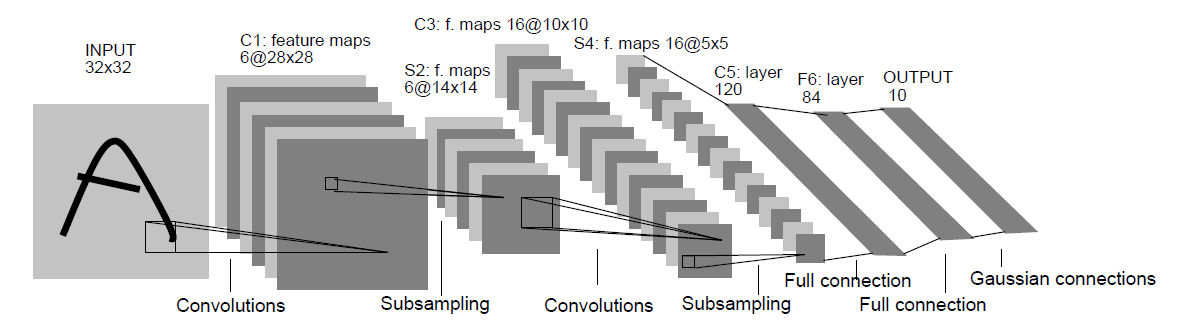 INPUT
32x32
C1: feature maps
6@28x28
S2: f. maps
6@14x14
C3: f. maps 16@10x10
S4: f. maps 16@5x5
C5: layer
120
F6: layer
84
OUTPUT
10
Convolutions
Subsampling
Convolutions
Subsampling
Full connection
Full connection
Gaussian connections